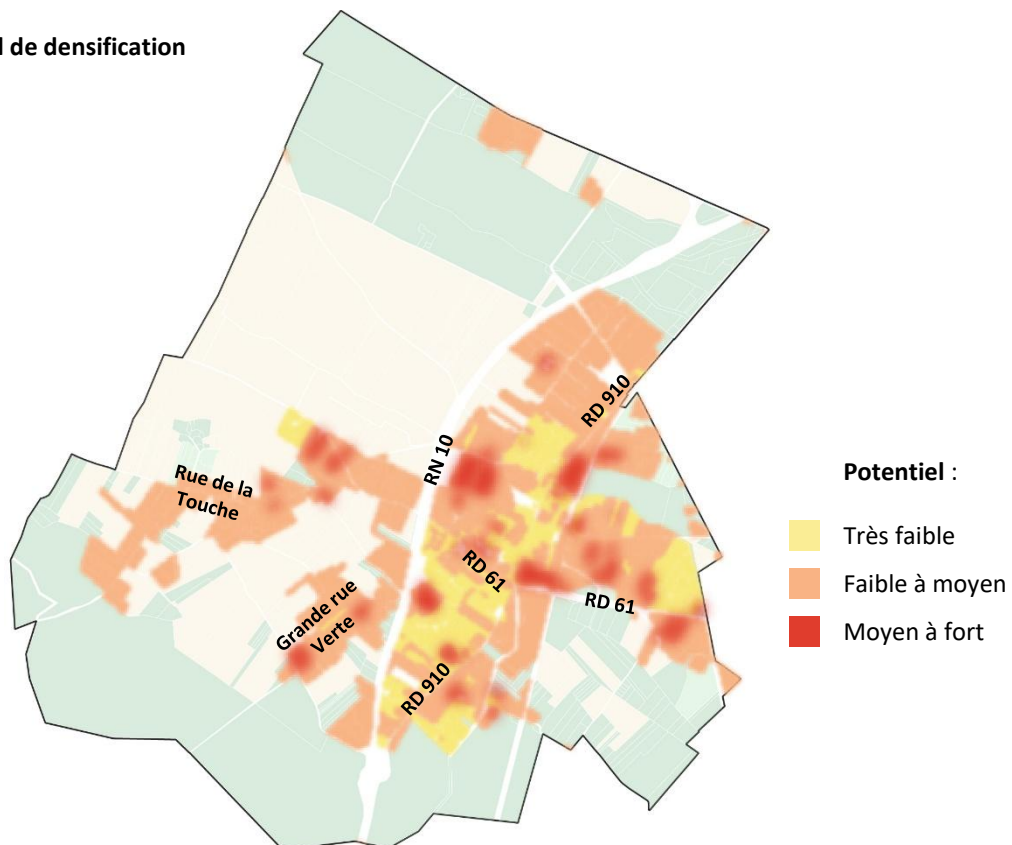 l de densification
RD 910
RN 10
Rue de la
Touche
RD 61
RD 61
Grande rue
Verte
RD 910
Potentiel :
Très faible
Faible à moyen
Moyen à fort